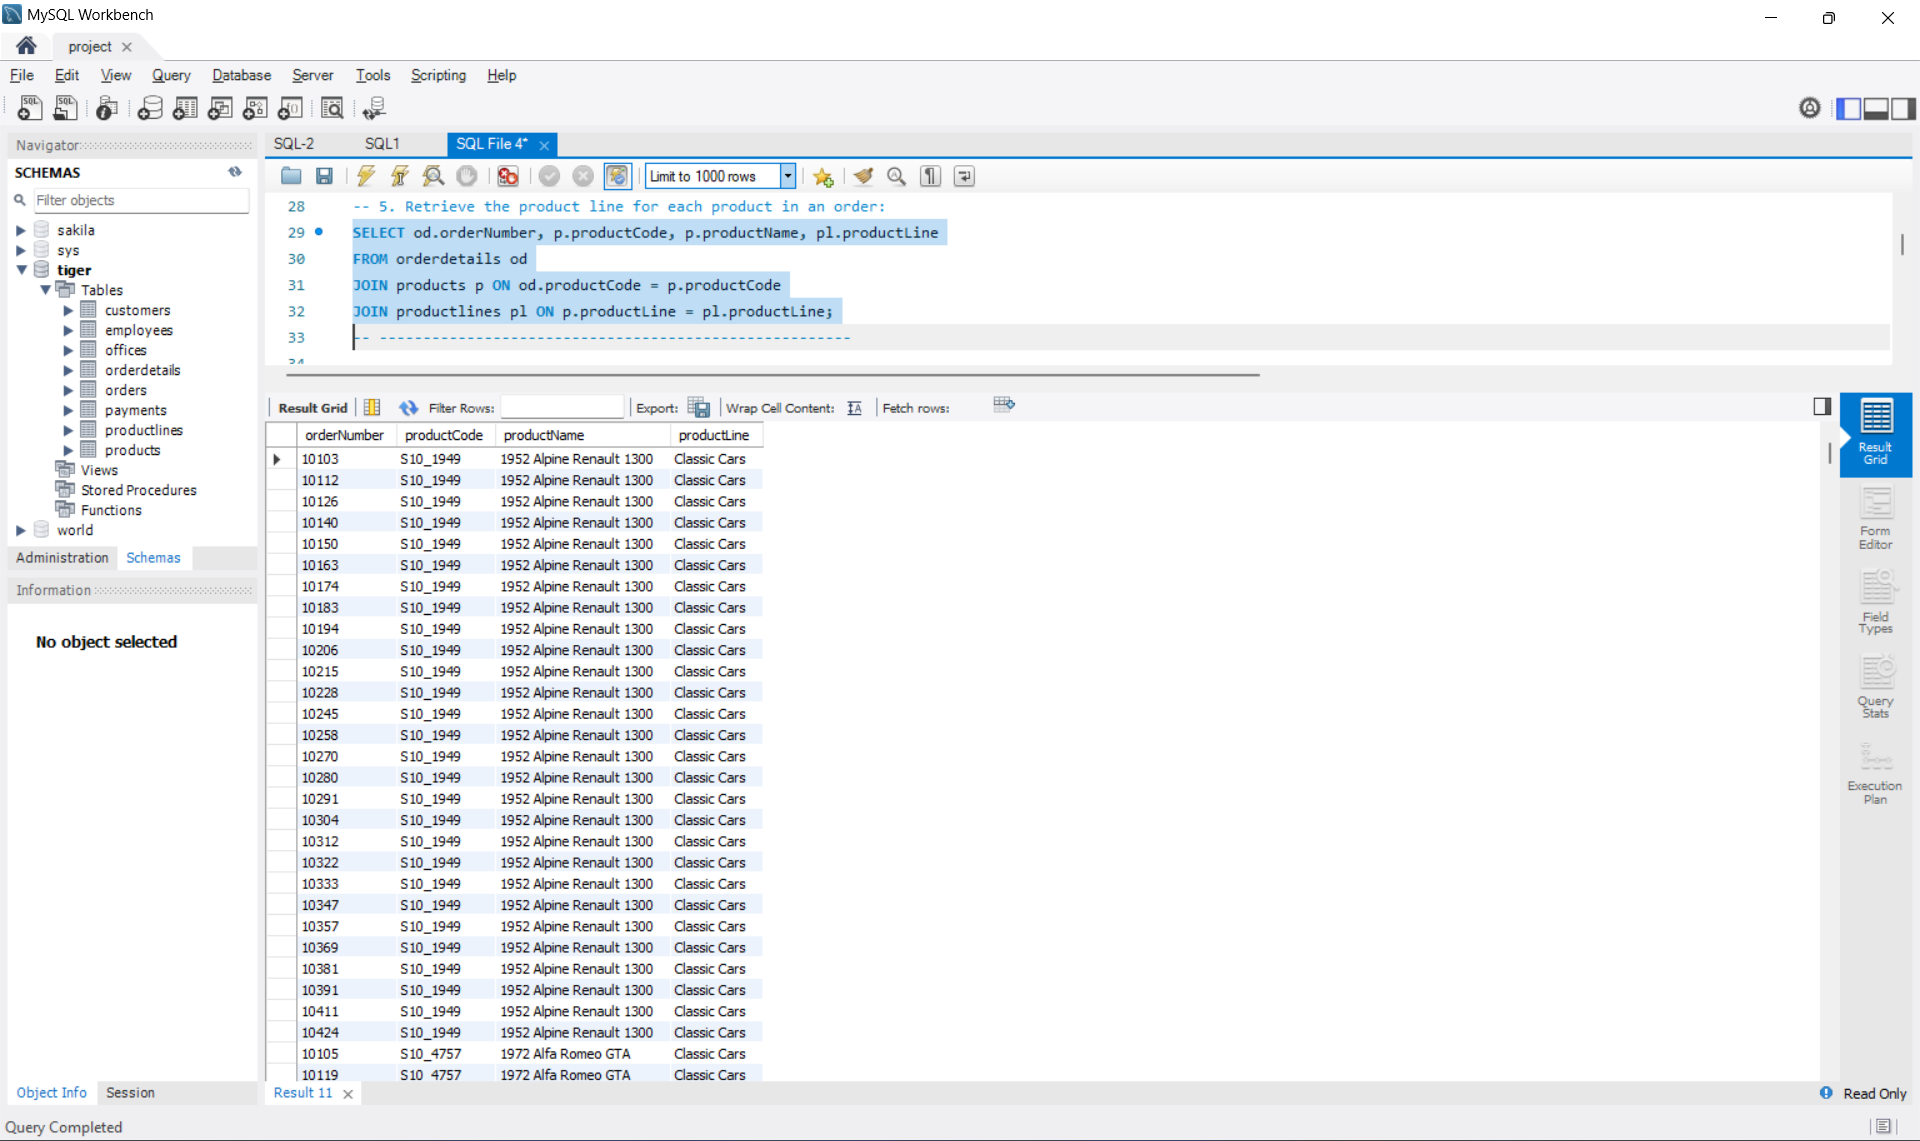 MySQL Workbench
project
File Edit View Query Database Server Tools Scripting Help
Navigator
SCHEMAS
Filter objects
sakila
sys
tiger
Tables
customers
employees
offices
orderdetails
orders
payments
productlines
products
Views
Stored Procedures
Functions
world
Administration Schemas
Information
No object selected
Object Info Session
SQL-2 SQL1 SQL File 4*
Limit to 1000 rows
28 -- 5. Retrieve the product line for each product in an order:
29 SELECT od.orderNumber, p.productCode, p.productName, pl.productLine
30 FROM orderdetails od
31 JOIN products p ON od.productCode = p.productCode
32 JOIN productlines pl ON p.productLine = pl.productLine;
33 -- ------------------------------------------------------
34
Result Grid Filter Rows: Export: Wrap Cell Content: Fetch rows:
orderNumber productCode productName productLine
10103 S10_1949 1952 Alpine Renault 1300 Classic Cars
10112 S10_1949 1952 Alpine Renault 1300 Classic Cars
10126 S10_1949 1952 Alpine Renault 1300 Classic Cars
10140 S10_1949 1952 Alpine Renault 1300 Classic Cars
10150 S10_1949 1952 Alpine Renault 1300 Classic Cars
10163 S10_1949 1952 Alpine Renault 1300 Classic Cars
10174 S10_1949 1952 Alpine Renault 1300 Classic Cars
10183 S10_1949 1952 Alpine Renault 1300 Classic Cars
10194 S10_1949 1952 Alpine Renault 1300 Classic Cars
10206 S10_1949 1952 Alpine Renault 1300 Classic Cars
10215 S10_1949 1952 Alpine Renault 1300 Classic Cars
10228 S10_1949 1952 Alpine Renault 1300 Classic Cars
10245 S10_1949 1952 Alpine Renault 1300 Classic Cars
10258 S10_1949 1952 Alpine Renault 1300 Classic Cars
10270 S10_1949 1952 Alpine Renault 1300 Classic Cars
10280 S10_1949 1952 Alpine Renault 1300 Classic Cars
10291 S10_1949 1952 Alpine Renault 1300 Classic Cars
10304 S10_1949 1952 Alpine Renault 1300 Classic Cars
10312 S10_1949 1952 Alpine Renault 1300 Classic Cars
10322 S10_1949 1952 Alpine Renault 1300 Classic Cars
10333 S10_1949 1952 Alpine Renault 1300 Classic Cars
10347 S10_1949 1952 Alpine Renault 1300 Classic Cars
10357 S10_1949 1952 Alpine Renault 1300 Classic Cars
10369 S10_1949 1952 Alpine Renault 1300 Classic Cars
10381 S10_1949 1952 Alpine Renault 1300 Classic Cars
10391 S10_1949 1952 Alpine Renault 1300 Classic Cars
10411 S10_1949 1952 Alpine Renault 1300 Classic Cars
10424 S10_1949 1952 Alpine Renault 1300 Classic Cars
10105 S10_4757 1972 Alfa Romeo GTA Classic Cars
10119 S10_4757 1972 Alfa Romeo GTA Classic Cars
Result 11
Result
Grid
Form
Editor
Field
Types
Query
Stats
Execution
Plan
Read Only
Query Completed